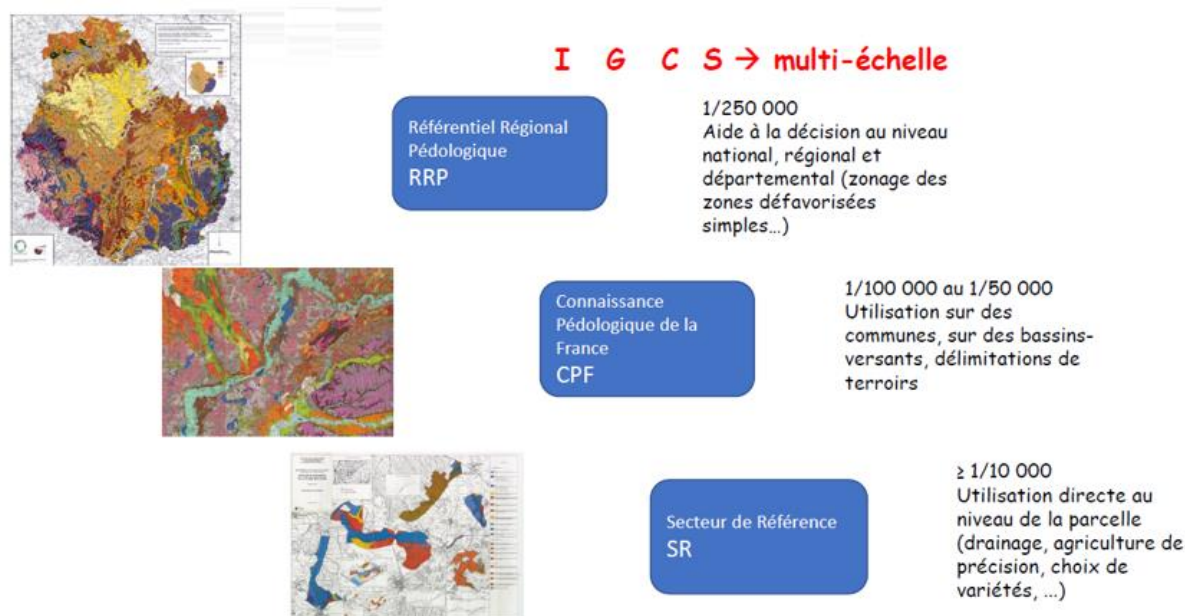 I G C S → multi-échelle
Référentiel Régional
Pédologique
RRP
1/250 000
Aide à la décision au niveau
national, régional et
départemental (zonage des
zones défavorisées
simples…)
Connaissance
Pédologique de la
France
CPF
1/100 000 au 1/50 000
Utilisation sur des
communes, sur des bassins-
versants, délimitations de
terroirs
Secteur de Référence
SR
≥ 1/10 000
Utilisation directe au
niveau de la parcelle
(drainage, agriculture de
précision, choix de
variétés, …)